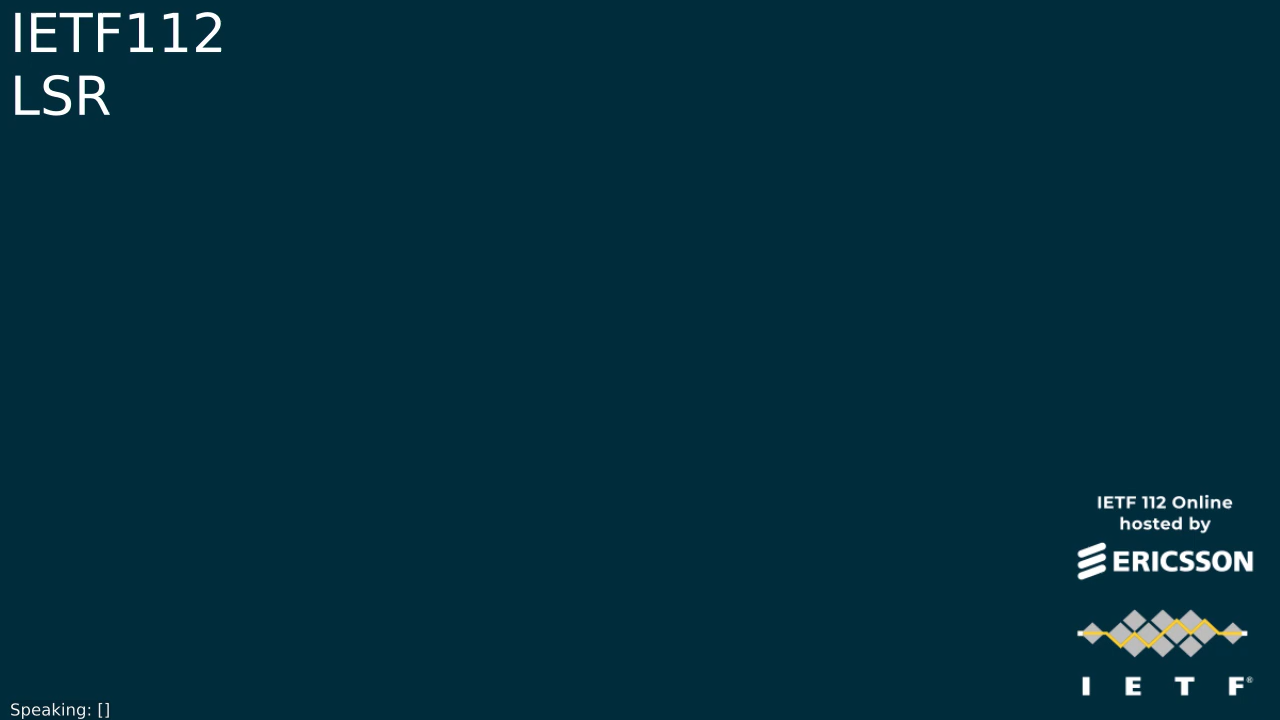 IETF112
LSR
IETF 112 Online
hosted by
ERICSSON
I E T F®
Speaking: []